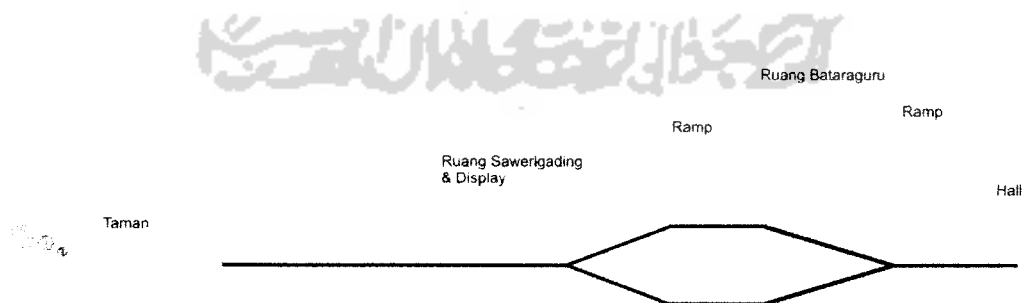 Ruang Bataraguru
Ramp
Ramp
Ruang Sawerigading
& Display
Hall
Taman